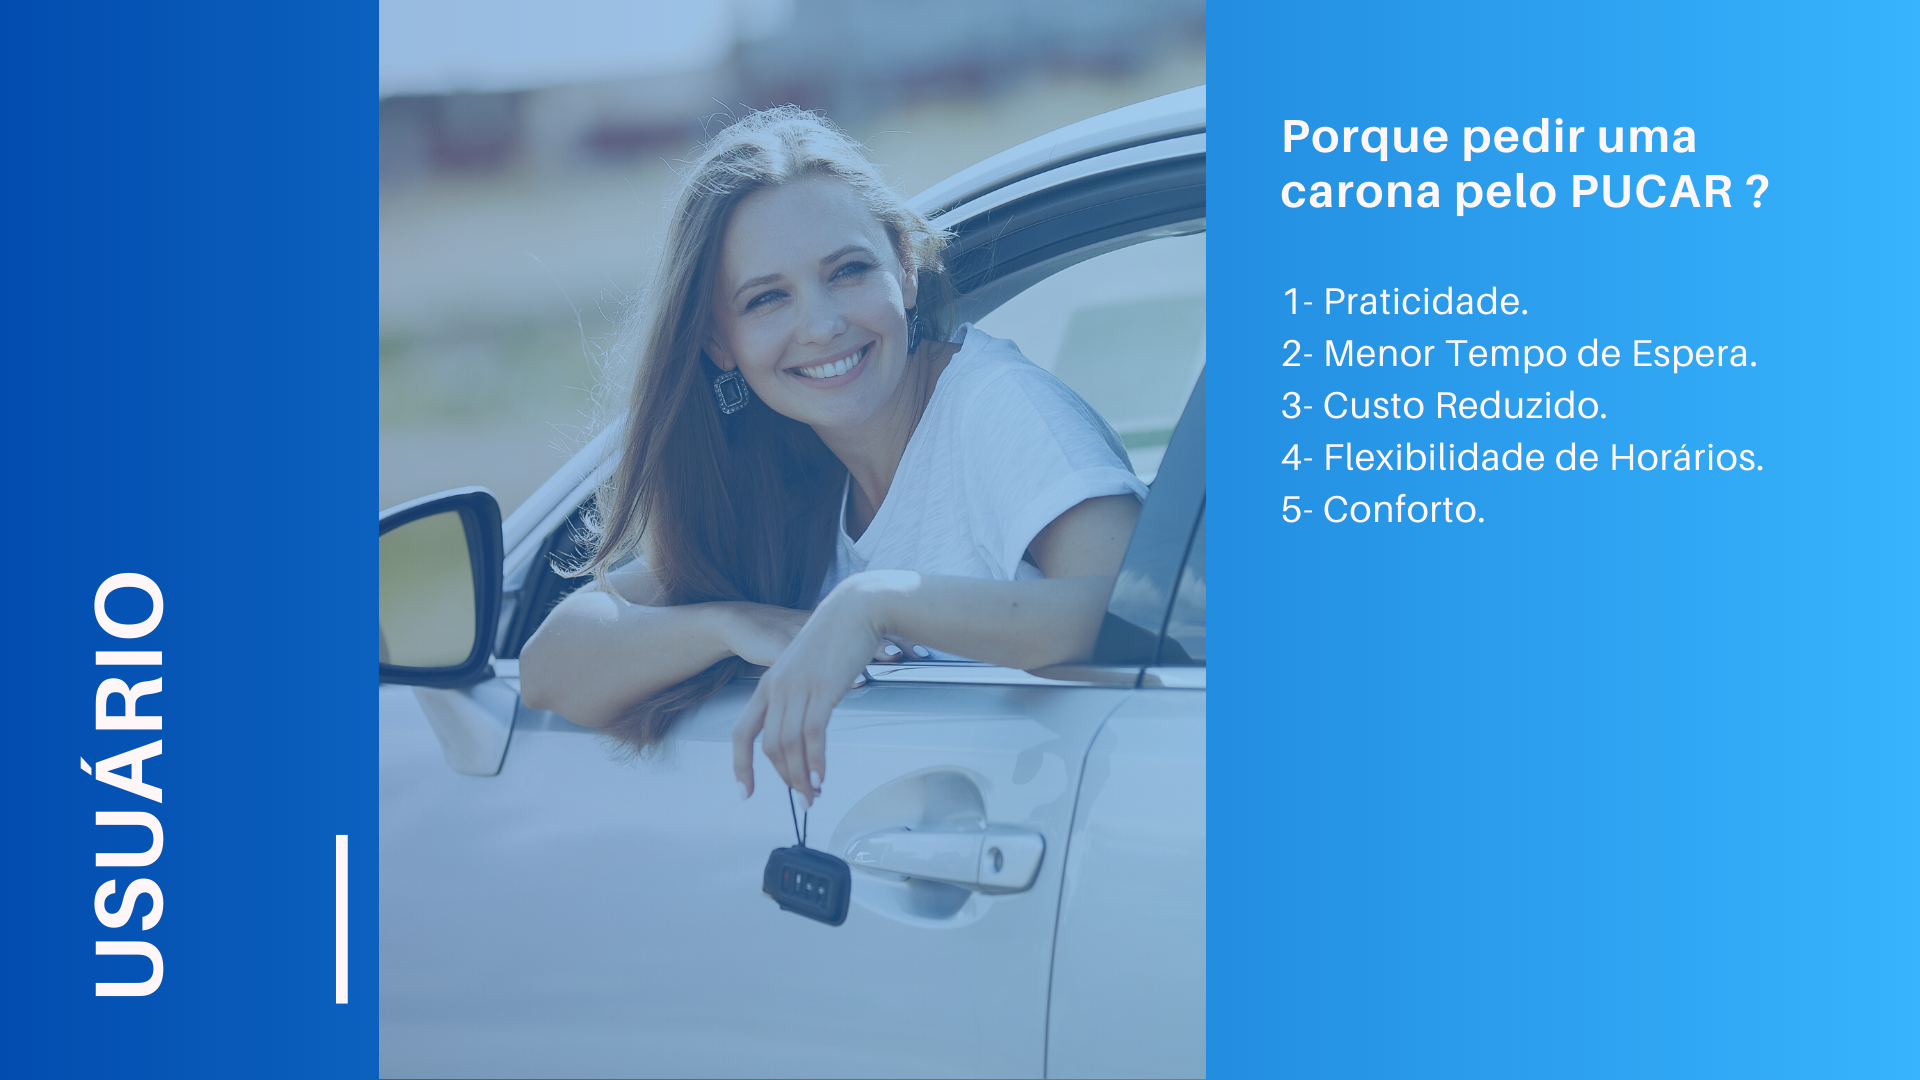 USUÁRIO
Porque pedir uma
carona pelo PUCAR ?
1- Praticidade.
2- Menor Tempo de Espera.
3- Custo Reduzido.
4- Flexibilidade de Horários.
5- Conforto.